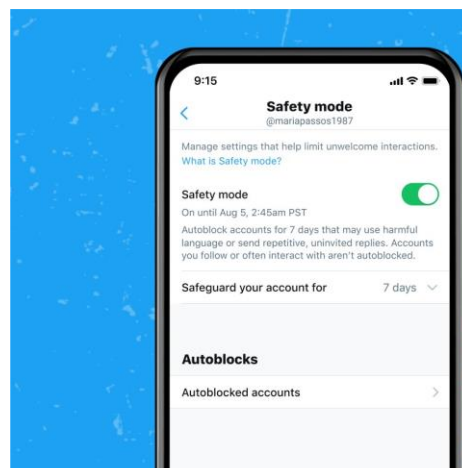 9:15
Safety mode
@mariapassos1987
Manage settings that help limit unwelcome interactions.
What is Safety mode?
Safety mode
On until Aug 5, 2:45am PST
Autoblock accounts for 7 days that may use harmful
language or send repetitive, uninvited replies. Accounts
you follow or often interact with aren't autoblocked.
Safeguard your account for 7 days
Autoblocks
Autoblocked accounts